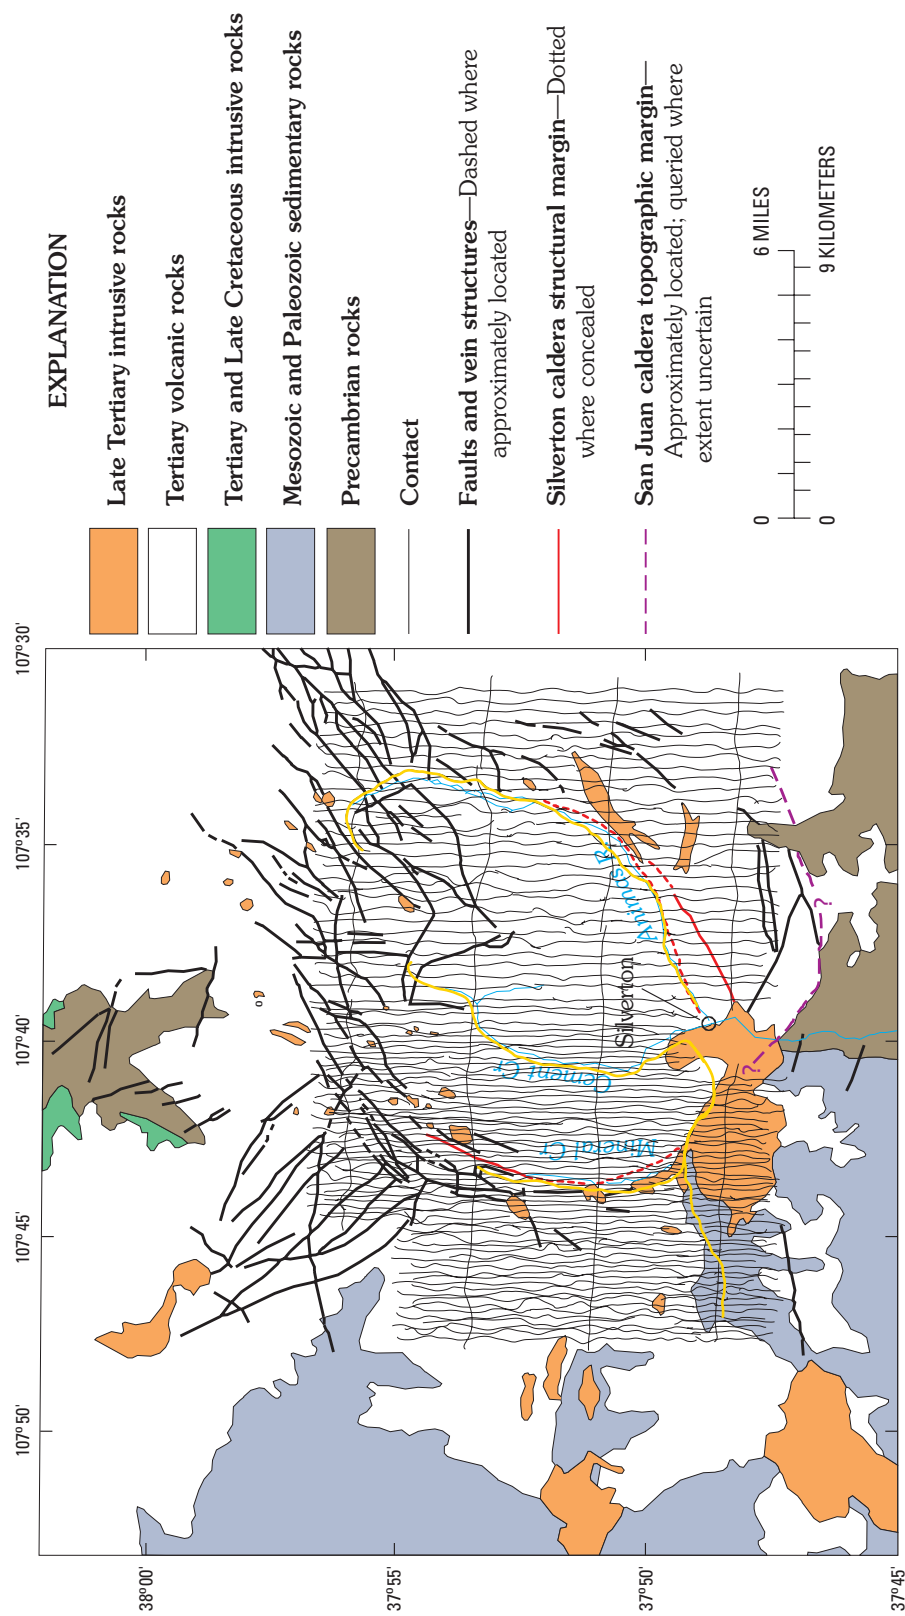 EXPLANATION
Late Tertiary intrusive rocks
Tertiary volcanic rocks
Tertiary and Late Cretaceous intrusive rocks
Mesozoic and Paleozoic sedimentary rocks
Precambrian rocks
Contact
Faults and vein structures—Dashed where
approximately located
Silverton caldera structural margin—Dotted
where concealed
San Juan caldera topographic margin—
Approximately located; queried where
extent uncertain
0 6 MILES
0 9 KILOMETERS
107°50'
107°45'
107°40'
107°35'
107°30'
38°00'
37°55'
37°50'
37°45'
Mineral Cr
Cement Cr
Silverton
Animas R
?
?